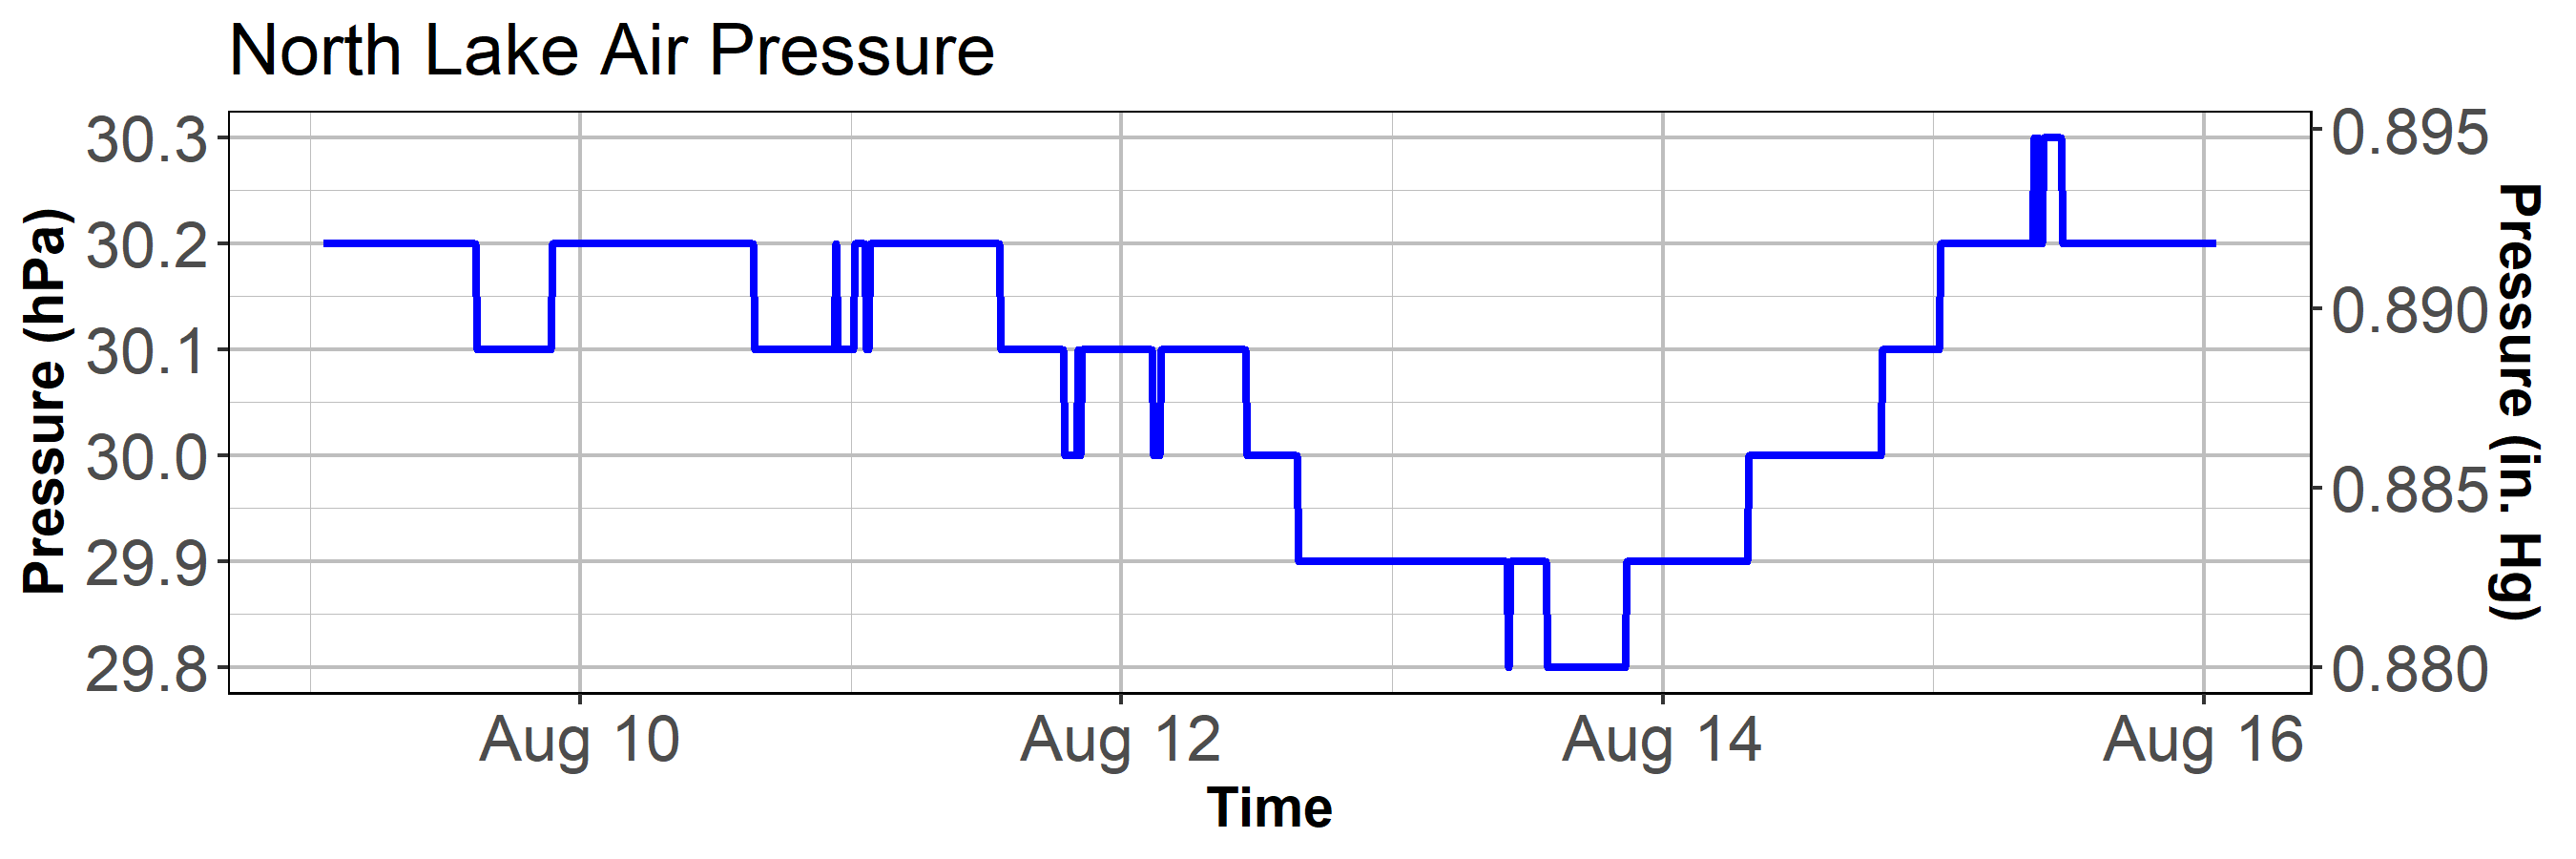 North Lake Air Pressure
Pressure (hPa)
30.3
30.2
30.1
30.0
29.9
29.8
0.895
0.890
0.885
0.880
Pressure (in. Hg)
Aug 10
Aug 12
Aug 14
Aug 16
Time